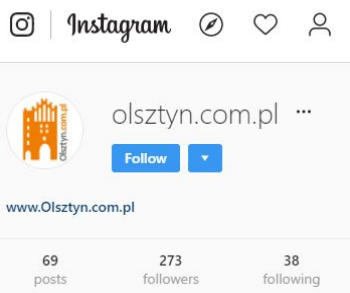 Instagram
olsztyn.com.pl
Olsztyn.com.pl
Follow
www.Olsztyn.com.pl
69 273 38
posts followers following